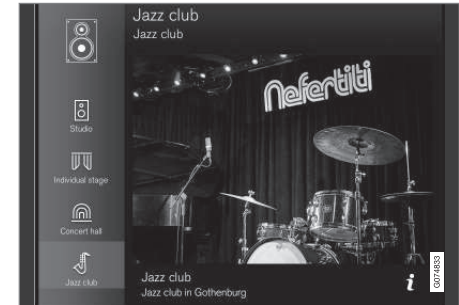 Jazz club
Jazz club
Studio
Individual stage
Concert hall
Jazz club
Nefertiti
Jazz club
Jazz club in Gothenburg
i
G074833